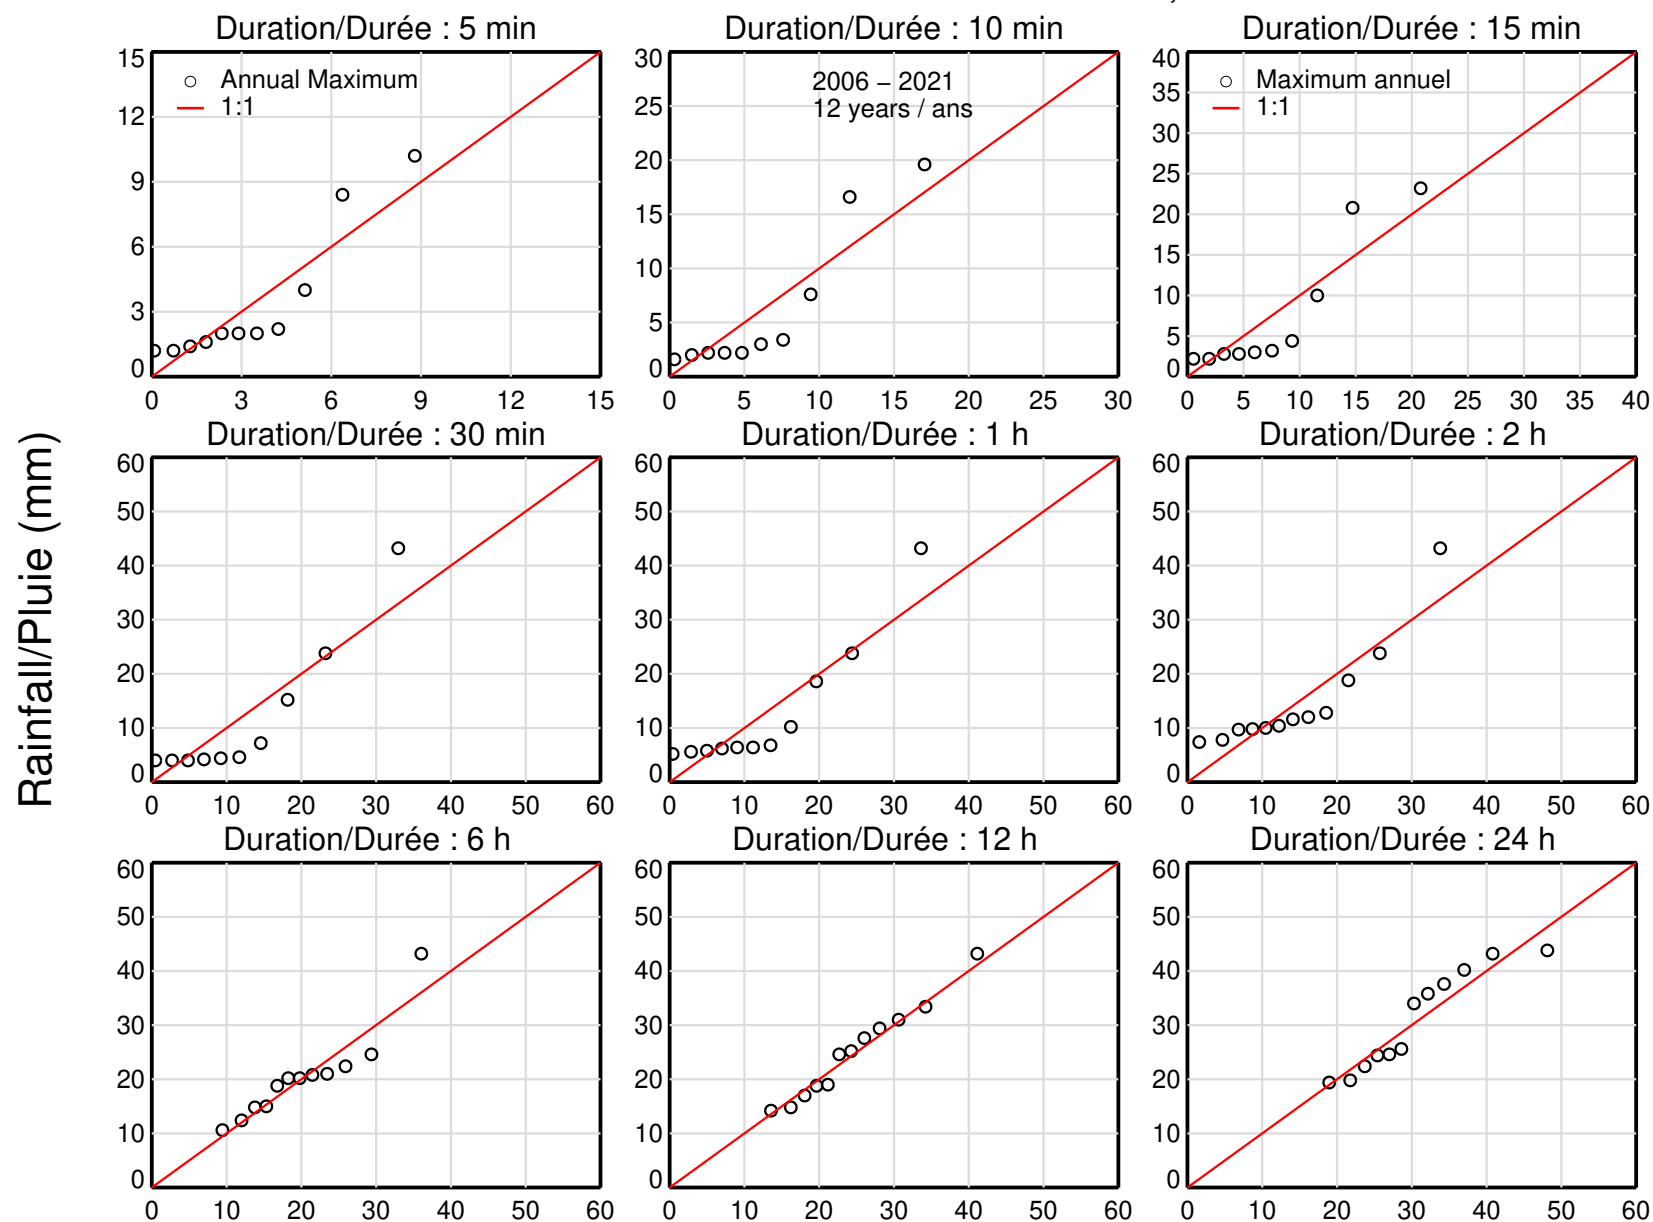 Duration/Durée : 5 min
Duration/Durée : 10 min
Duration/Durée : 15 min
15
12
9
6
3
0
Annual Maximum
1:1
0 3 6 9 12 15
30
25
20
15
10
5
0
2006 – 2021
12 years / ans
0 5 10 15 20 25 30
40
35
30
25
20
15
10
5
0
Maximum annuel
1:1
0 5 10 15 20 25 30 35 40
Rainfall/Pluie (mm)
Duration/Durée : 30 min
Duration/Durée : 1 h
Duration/Durée : 2 h
60
50
40
30
20
10
0
0 10 20 30 40 50 60
60
50
40
30
20
10
0
0 10 20 30 40 50 60
60
50
40
30
20
10
0
0 10 20 30 40 50 60
Duration/Durée : 6 h
Duration/Durée : 12 h
Duration/Durée : 24 h
60
50
40
30
20
10
0
0 10 20 30 40 50 60
60
50
40
30
20
10
0
0 10 20 30 40 50 60
60
50
40
30
20
10
0
0 10 20 30 40 50 60